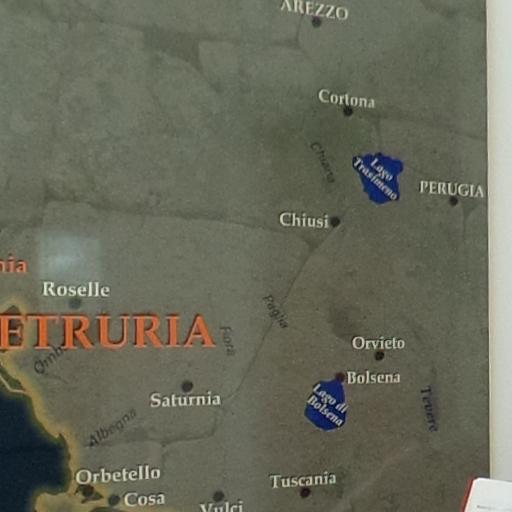 AREZZO
Cortona
Chiana
Lago
Trasimeno
PERUGIA
Chiusi
nia
Roselle
Paglia
ETRURIA
Fiora
Omb
Orvieto
Bolsena
Saturnia
Lago di
Bolsena
Tevere
Albegna
Orbetello
Cosa
Tuscania
Vulci